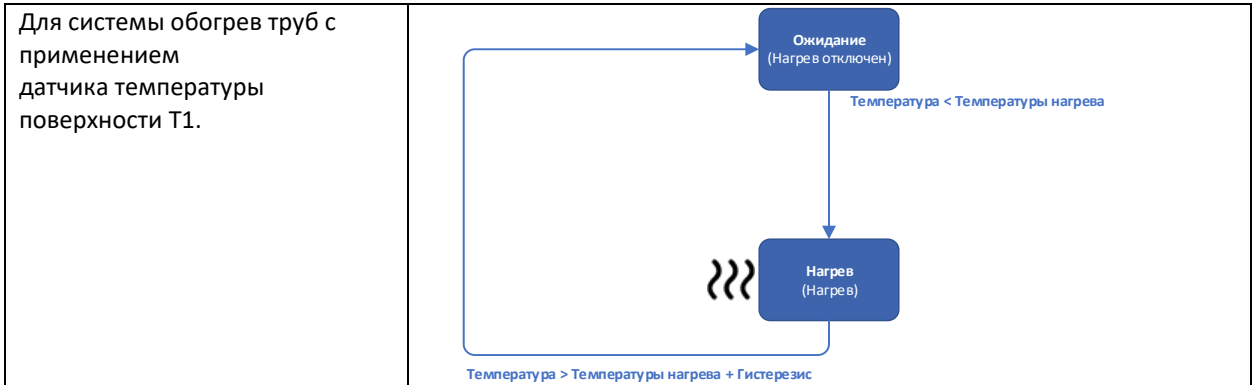 Для системы обогрев труб с
применением
датчика температуры
поверхности Т1.
Ожидание
(Нагрев отключен)
Температура < Температуры нагрева
Нагрев
(Нагрев)
Температура > Температуры нагрева + Гистерезис